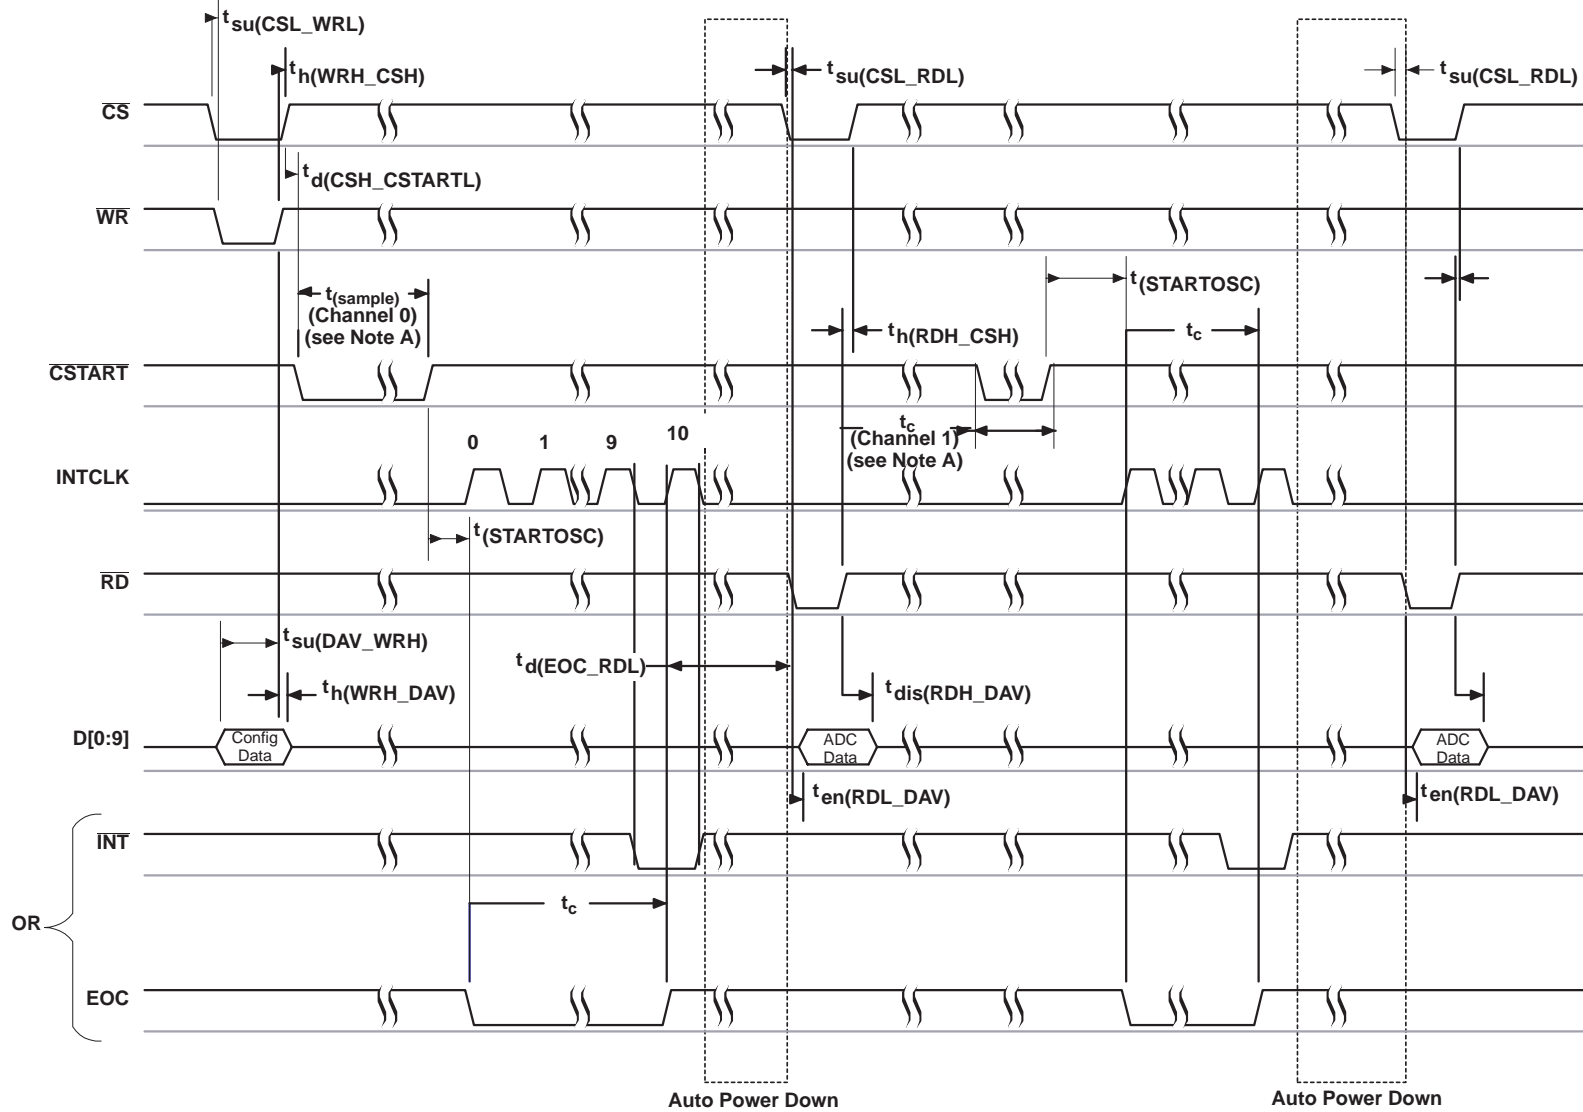 tsu(CSL_WRL)
th(WRH_CSH)
tsu(CSL_RDL)
tsu(CSL_RDL)
CS
td(CSH_CSTARTL)
WR
t(sample)
(Channel 0)
(see Note A)
t(STARTOSC)
th(RDH_CSH)
tc
CSTART
tc
(Channel 1)
(see Note A)
0 1 9 10
INTCLK
t(STARTOSC)
RD
tsu(DAV_WRH)
td(EOC_RDL)
th(WRH_DAV)
tdis(RDH_DAV)
D[0:9]
Config
Data
ADC
Data
ADC
Data
ten(RDL_DAV)
ten(RDL_DAV)
INT
tc
OR
EOC
Auto Power Down
Auto Power Down